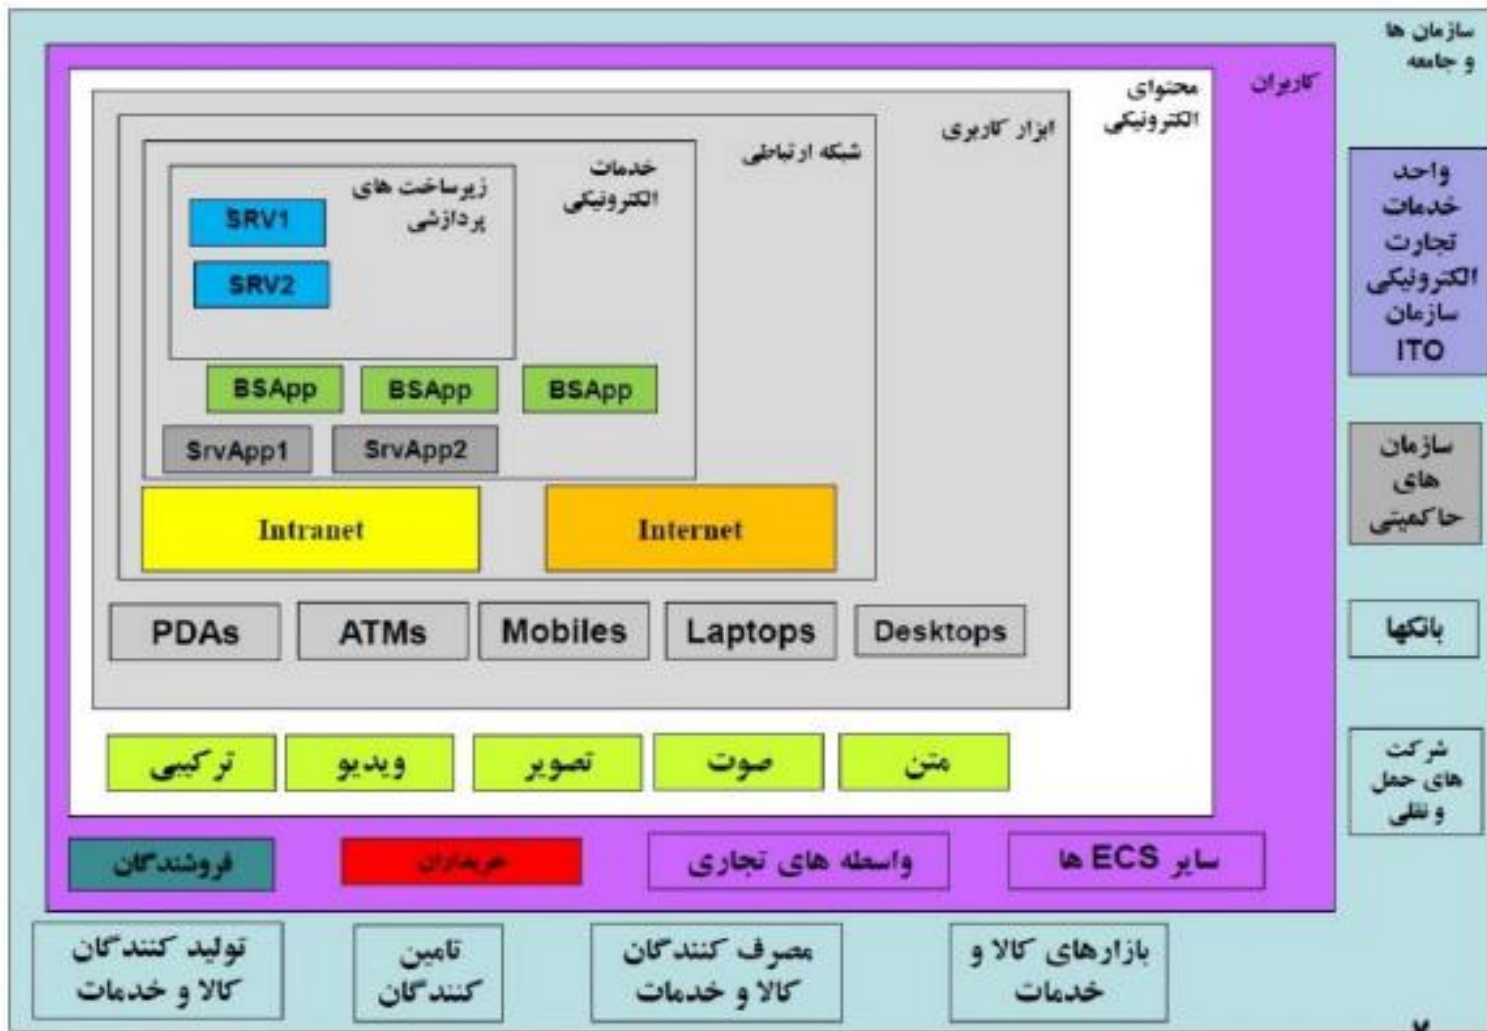 سازمان ها
و جامعه
کاربران
محتوای
الکترونیکی
ابزار کاربری
شبکه ارتباطی
خدمات
الکترونیکی
زیرساخت های
پردازشی
SRV1
SRV2
BSApp
BSApp
BSApp
SrvApp1
SrvApp2
Intranet
Internet
PDAs
ATMs
Mobiles
Laptops
Desktops
متن
صوت
تصویر
ویدیو
ترکیبی
سایر ECS ها
واسطه های تجاری
خریداران
فروشندگان
واحد
خدمات
تجارت
الکترونیکی
سازمان
ITO
سازمان
های
حاکمیتی
بانکها
شرکت
های حمل
و نقلی
بازارهای کالا و
خدمات
مصرف کنندگان
کالا و خدمات
تامین
کنندگان
تولید کنندگان
کالا و خدمات